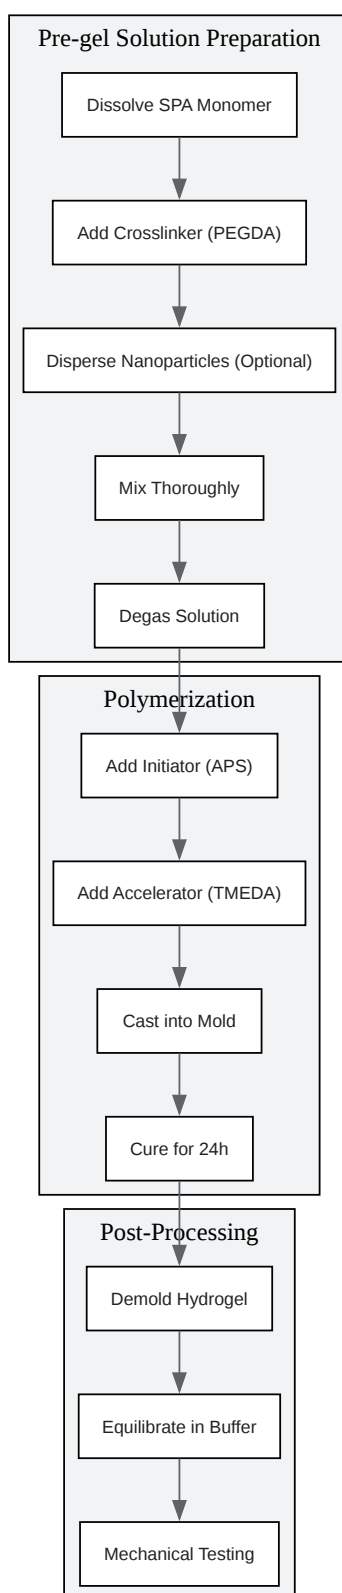 Pre-gel Solution Preparation
Dissolve SPA Monomer
Add Crosslinker (PEGDA)
Disperse Nanoparticles (Optional)
Mix Thoroughly
Degas Solution
Polymerization
Add Initiator (APS)
Add Accelerator (TMEDA)
Cast into Mold
Cure for 24h
Post-Processing
Demold Hydrogel
Equilibrate in Buffer
Mechanical Testing